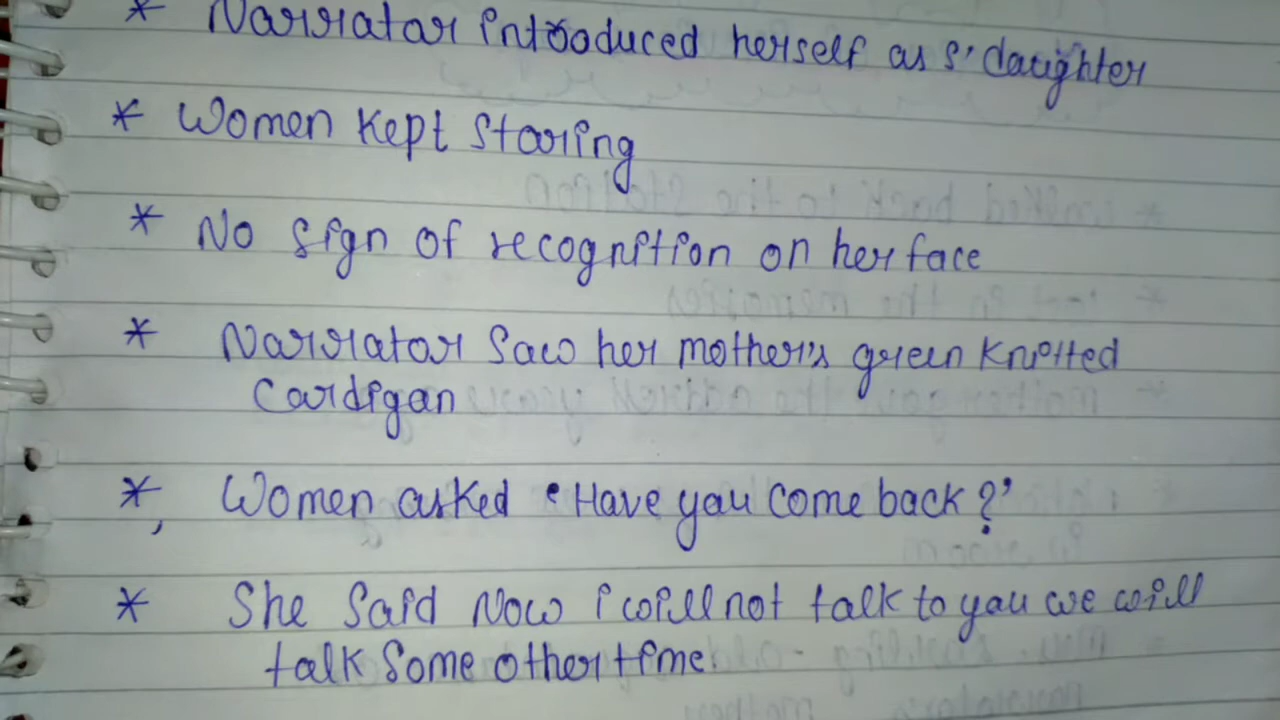 * Narrator introduced herself as s' daughter
* Women kept staring
* No sign of recognition on her face
* Narrator saw her mother's green knitted
cardigan
* Women asked 'Have you come back?'
* She said Now i will not talk to you we will
talk some other time.